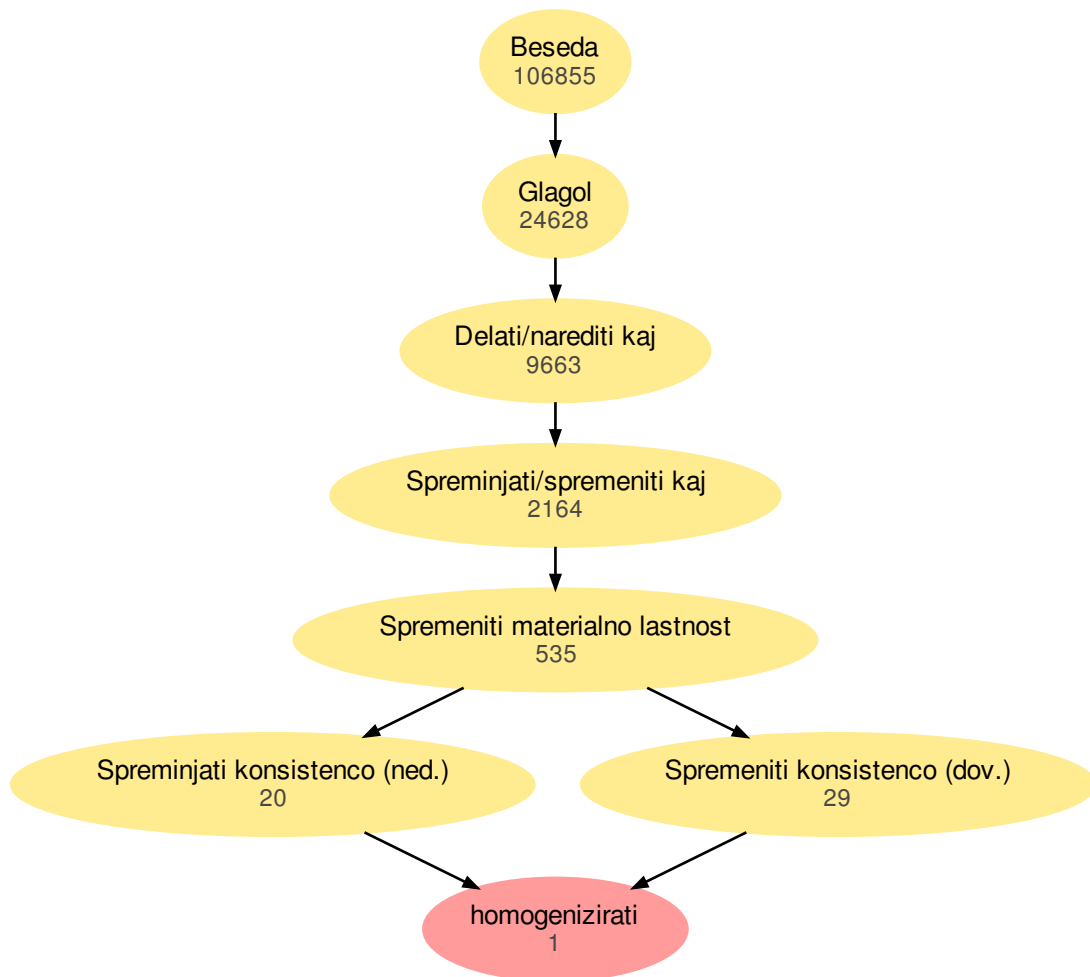 Beseda
106855
Glagol
24628
Delati/narediti kaj
9663
Spreminjati/spremeniti kaj
2164
Spremeniti materialno lastnost
535
Spreminjati konsistenco (ned.)
20
Spremeniti konsistenco (dov.)
29
homogenizirati
1